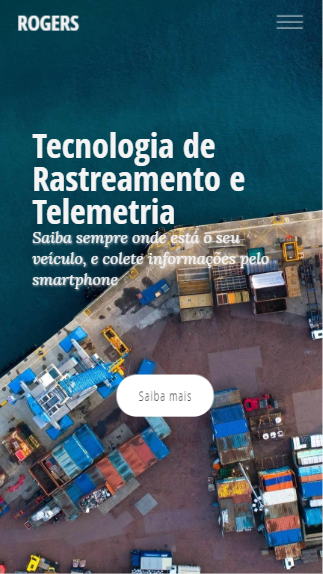 ROGERS
Tecnologia de
Rastreamento e
Telemetria
Saiba sempre onde está o seu
veículo, e colete informações pelo
smartphone
Saiba mais